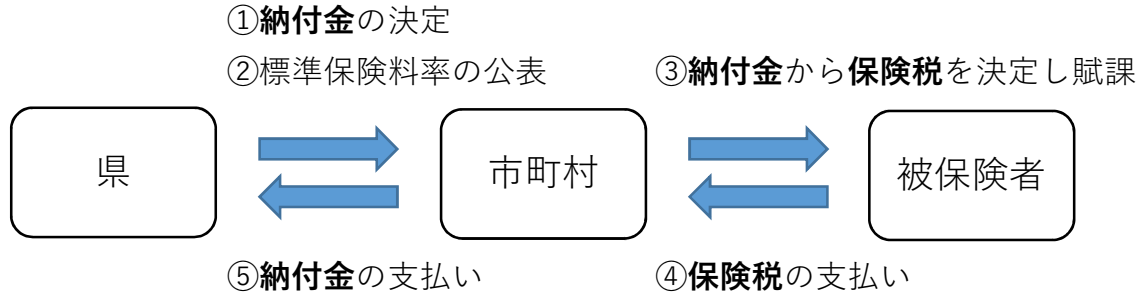 ①納付金の決定
②標準保険料率の公表
③納付金から保険税を決定し賦課
県
市町村
被保険者
⑤納付金の支払い
④保険税の支払い